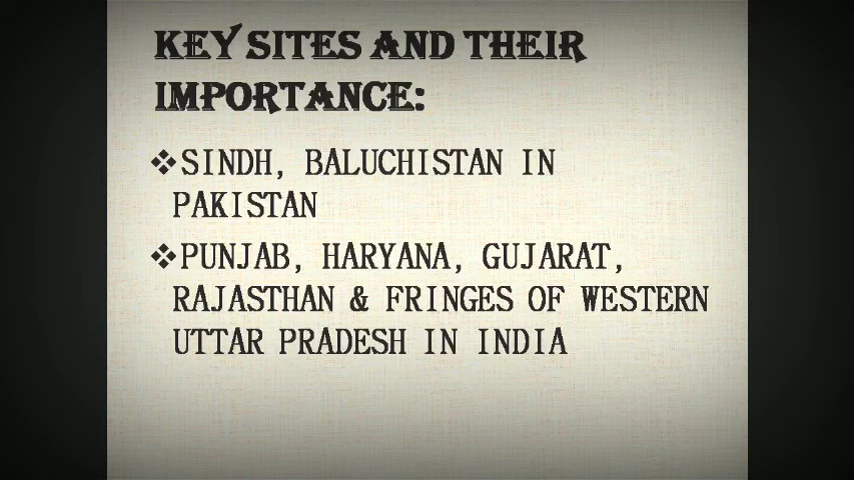 KEY SITES AND THEIR
IMPORTANCE:
❖SINDH, BALUCHISTAN IN
PAKISTAN
❖PUNJAB, HARYANA, GUJARAT,
RAJASTHAN & FRINGES OF WESTERN
UTTAR PRADESH IN INDIA